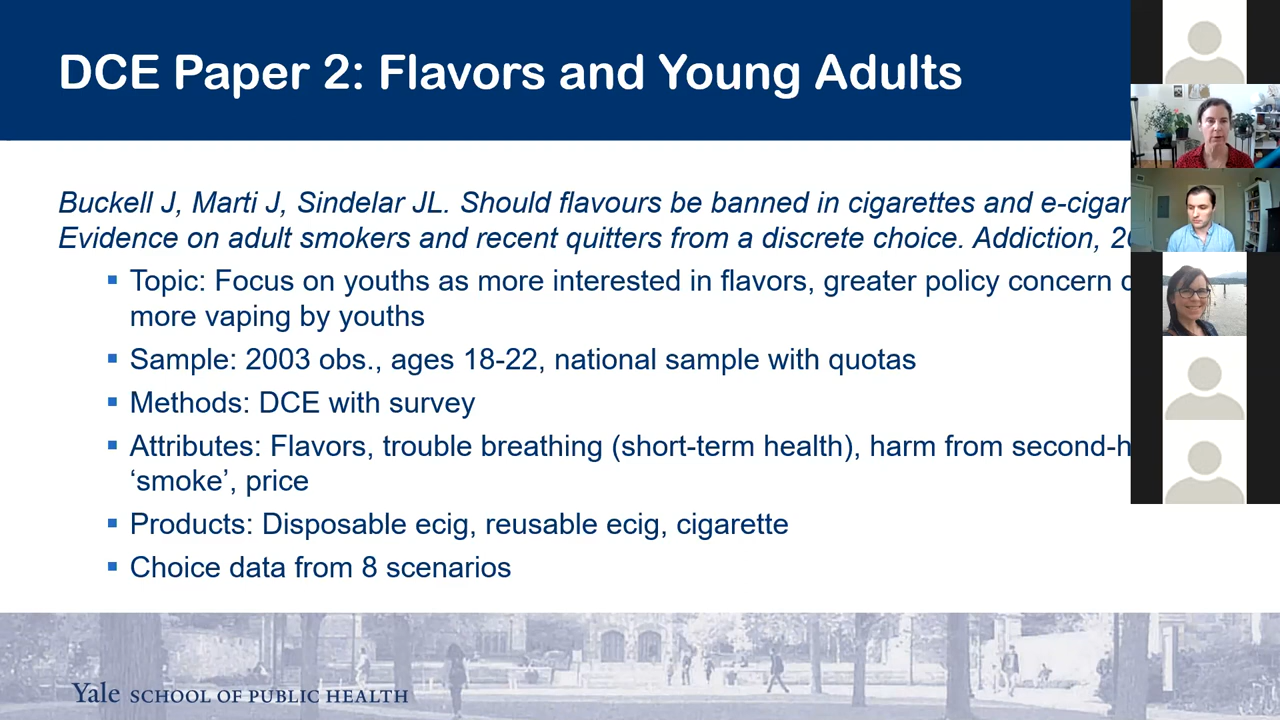 DCE Paper 2: Flavors and Young Adults
Buckell J, Marti J, Sindelar JL. Should flavours be banned in cigarettes and e-cigar
Evidence on adult smokers and recent quitters from a discrete choice. Addiction,
Topic: Focus on youths as more interested in flavors, greater policy concern
more vaping by youths
Sample: 2003 obs., ages 18-22, national sample with quotas
Methods: DCE with survey
Attributes: Flavors, trouble breathing (short-term health), harm from second-h
‘smoke’, price
Products: Disposable ecig, reusable ecig, cigarette
Choice data from 8 scenarios
Yale SCHOOL OF PUBLIC HEALTH